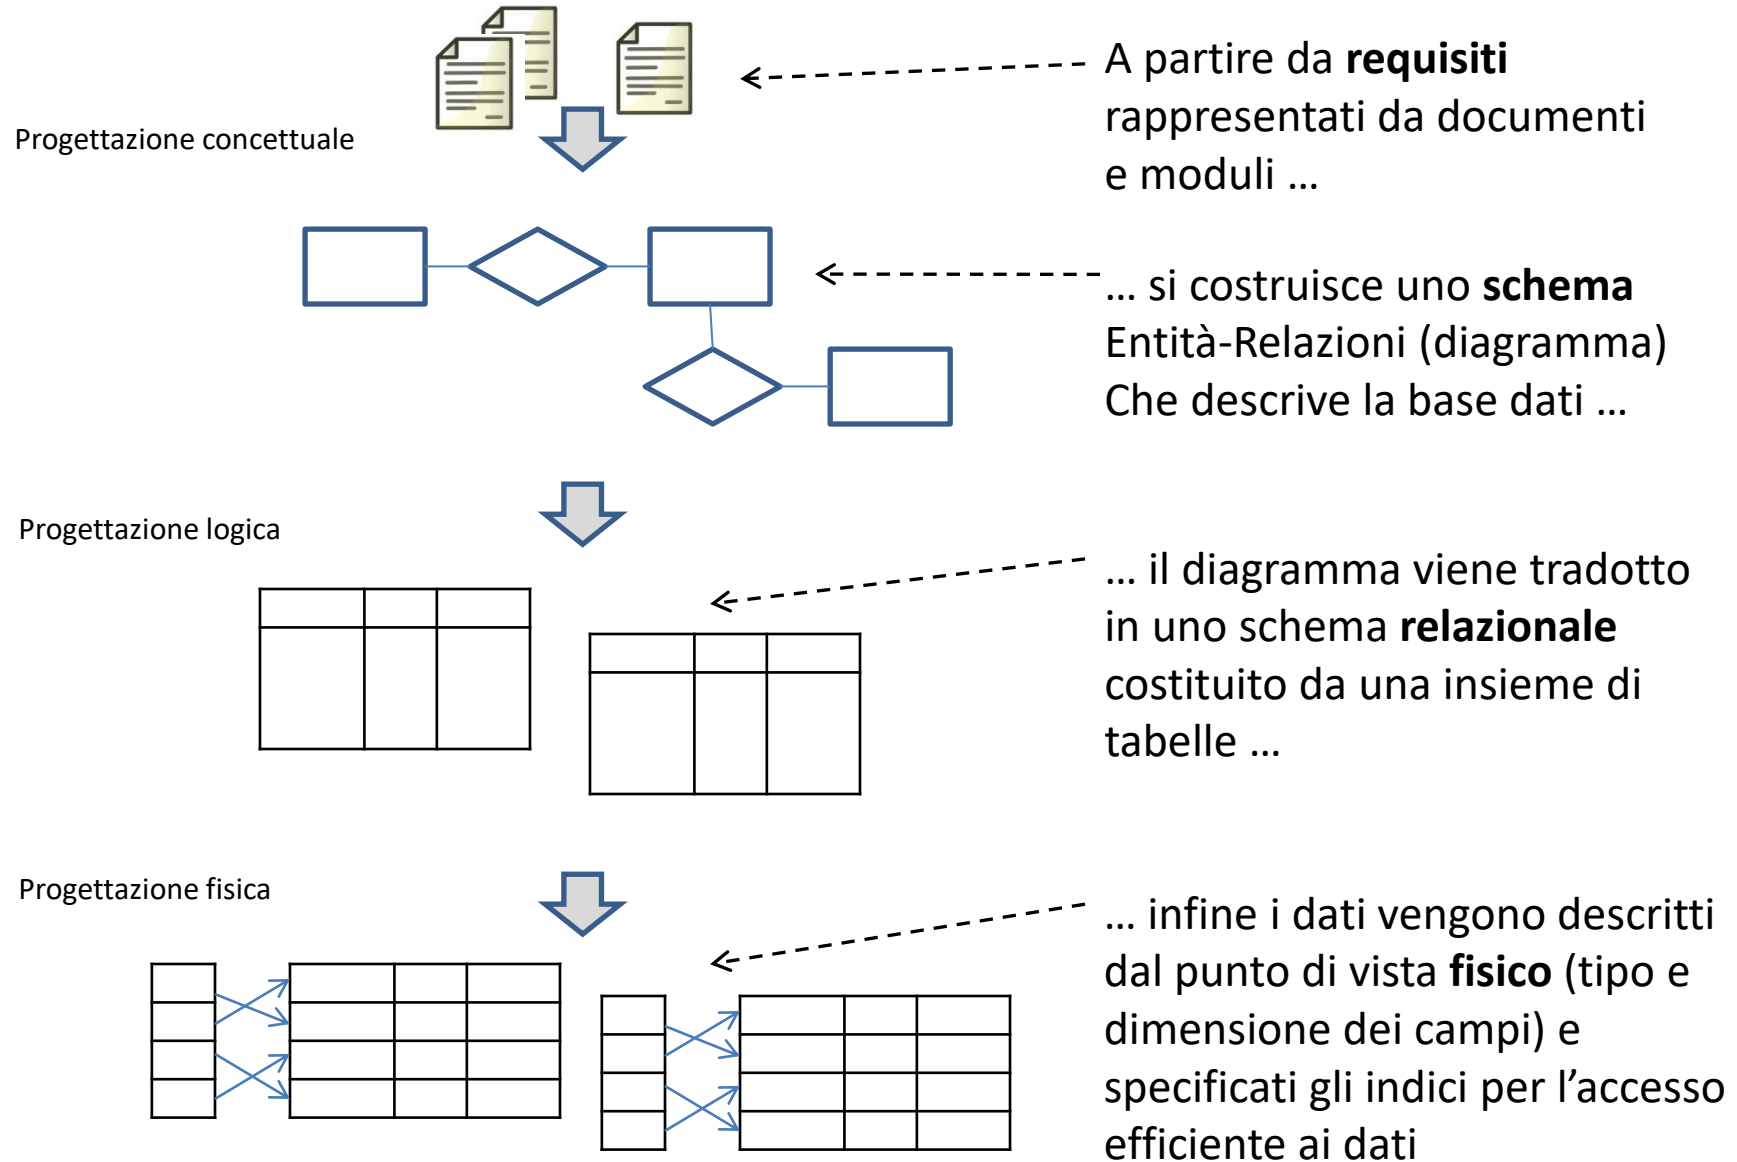 A partire da requisiti
rappresentati da documenti
e moduli …
Progettazione concettuale
… si costruisce uno schema
Entità-Relazioni (diagramma)
Che descrive la base dati …
Progettazione logica
… il diagramma viene tradotto
in uno schema relazionale
costituito da una insieme di
tabelle …
Progettazione fisica
… infine i dati vengono descritti
dal punto di vista fisico (tipo e
dimensione dei campi) e
specificati gli indici per l’accesso
efficiente ai dati